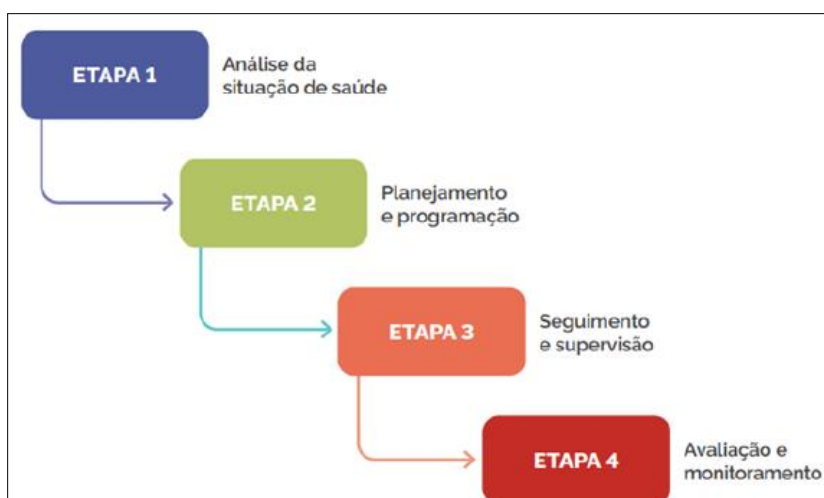 ETAPA 1
Análise da
situação de saúde
ETAPA 2
Planejamento
e programação
ETAPA 3
Seguimento
e supervisão
ETAPA 4
Avaliação e
monitoramento